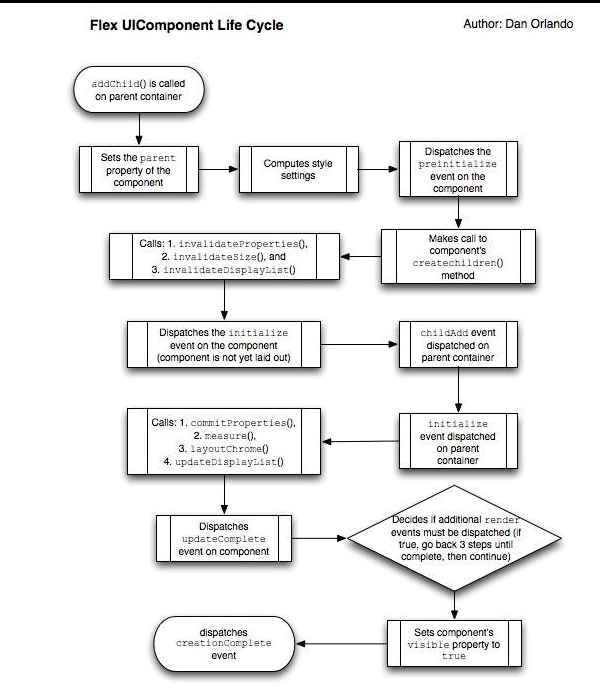 Flex UIComponent Life Cycle
Author: Dan Orlando
addChild() is called
on parent container
Sets the parent
property of the
component
Computes style
settings
Dispatches the
preinitialize
event on the
component
Makes call to
component's
createchildren()
method
Calls: 1. invalidateProperties(),
2. invalidateSize(), and
3. invalidateDisplayList()
Dispatches the initialize
event on the component
(component is not yet laid out)
childAdd event
dispatched on
parent container
initialize
event dispatched
on parent
container
Calls: 1. commitProperties(),
2. measure(),
3. layoutChrome()
4. updateDisplayList()
Dispatches
updateComplete
event on component
Decides if additional render
events must be dispatched (if
true, go back 3 steps until
complete, then continue)
Sets component's
visible property to
true
dispatches
creationComplete
event